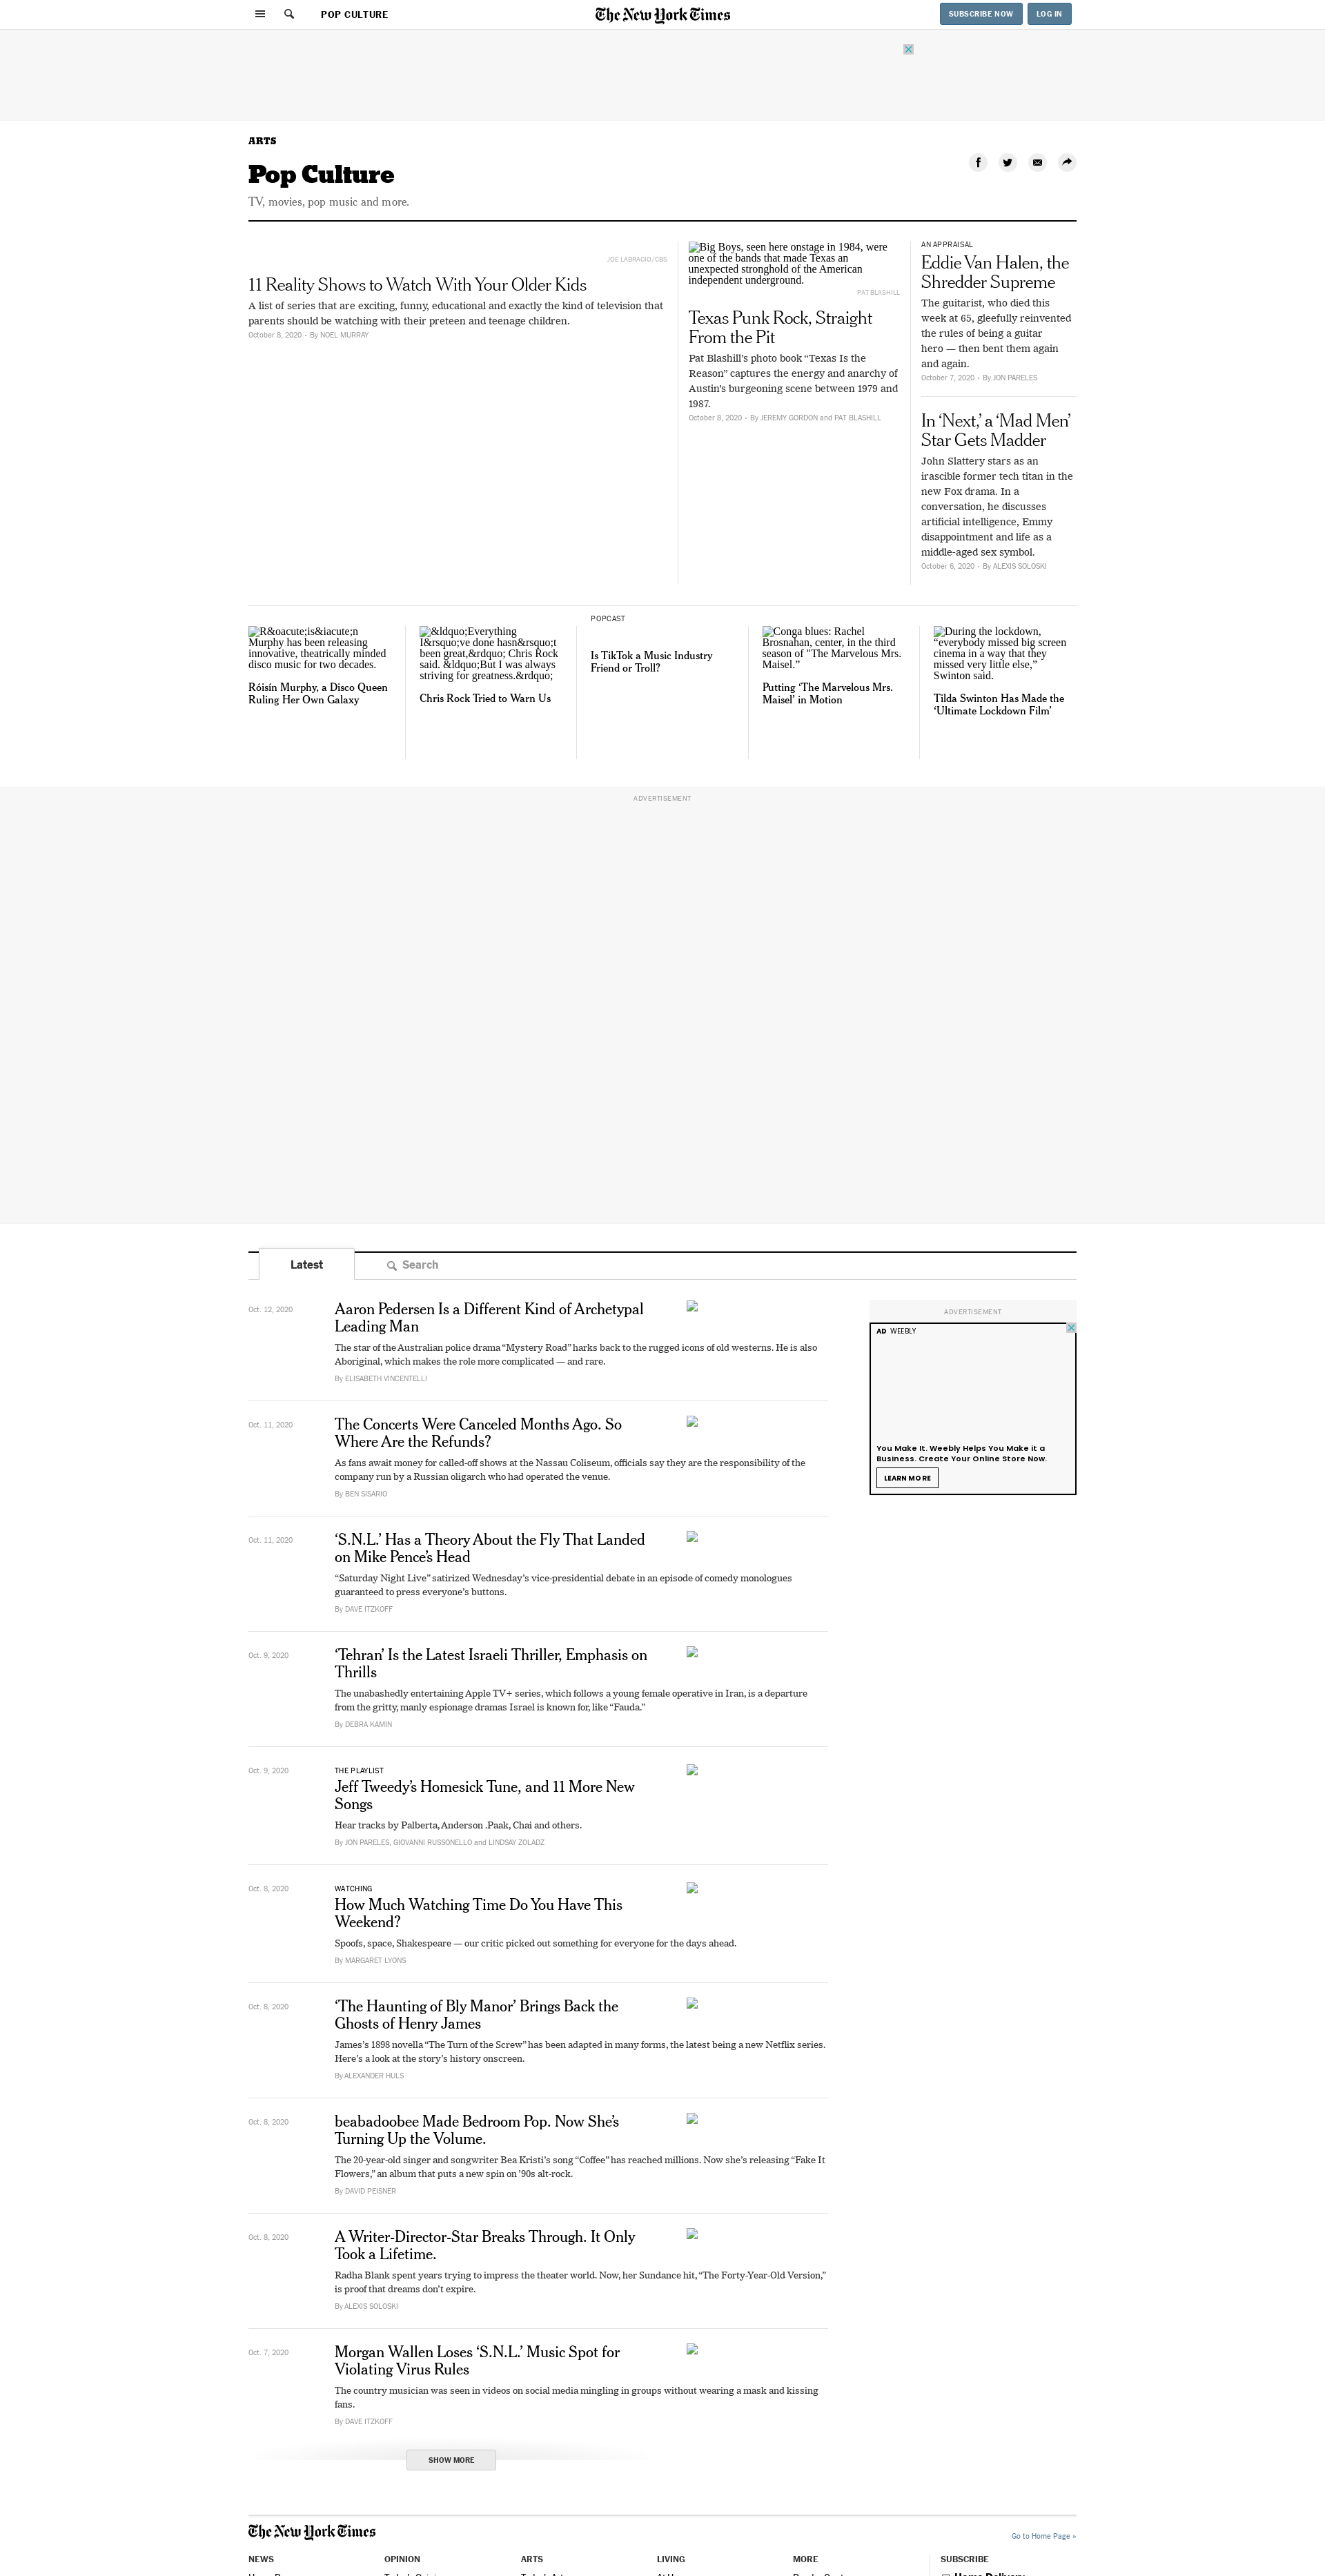 POP CULTURE
The New York Times
SUBSCRIBE NOW
LOG IN
ARTS
Pop Culture
TV, movies, pop music and more.
JOE LABRACIO/CBS
11 Reality Shows to Watch With Your Older Kids
A list of series that are exciting, funny, educational and exactly the kind of television that
parents should be watching with their preteen and teenage children.
October 8, 2020 - By NOEL MURRAY
Big Boys, seen here onstage in 1984, were
one of the bands that made Texas an
unexpected stronghold of the American
independent underground.
PAT BLASHILL
Texas Punk Rock, Straight
From the Pit
Pat Blashill’s photo book “Texas Is the
Reason” captures the energy and anarchy of
Austin’s burgeoning scene between 1979 and
1987.
October 8, 2020 - By JEREMY GORDON and PAT BLASHILL
AN APPRAISAL
Eddie Van Halen, the
Shredder Supreme
The guitarist, who died this
week at 65, gleefully reinvented
the rules of being a guitar
hero — then bent them again
and again.
October 7, 2020 - By JON PARELES
In ‘Next,’ a ‘Mad Men’
Star Gets Madder
John Slattery stars as an
irascible former tech titan in the
new Fox drama. In a
conversation, he discusses
artificial intelligence, Emmy
disappointment and life as a
middle-aged sex symbol.
October 6, 2020 - By ALEXIS SOLOSKI
R&oacute;is&iacute;n
Murphy has been releasing
innovative, theatrically minded
disco music for two decades.
Róisín Murphy, a Disco Queen
Ruling Her Own Galaxy
&ldquo;Everything
I&rsquo;ve done hasn&rsquo;t
been great,&rdquo; Chris Rock
said. &ldquo;But I was always
striving for greatness.&rdquo;
Chris Rock Tried to Warn Us
POPCAST
Is TikTok a Music Industry
Friend or Troll?
Conga blues: Rachel
Brosnahan, center, in the third
season of "The Marvelous Mrs.
Maisel.”
Putting ‘The Marvelous Mrs.
Maisel’ in Motion
During the lockdown,
“everybody missed big screen
cinema in a way that they
missed very little else,”
Swinton said.
Tilda Swinton Has Made the
‘Ultimate Lockdown Film’
ADVERTISEMENT
Latest
Search
Oct. 12, 2020
Aaron Pedersen Is a Different Kind of Archetypal
Leading Man
The star of the Australian police drama “Mystery Road” harks back to the rugged icons of old westerns. He is also
Aboriginal, which makes the role more complicated — and rare.
By ELISABETH VINCENTELLI
Oct. 11, 2020
The Concerts Were Canceled Months Ago. So
Where Are the Refunds?
As fans await money for called-off shows at the Nassau Coliseum, officials say they are the responsibility of the
company run by a Russian oligarch who had operated the venue.
By BEN SISARIO
Oct. 11, 2020
‘S.N.L.’ Has a Theory About the Fly That Landed
on Mike Pence’s Head
“Saturday Night Live” satirized Wednesday’s vice-presidential debate in an episode of comedy monologues
guaranteed to press everyone’s buttons.
By DAVE ITZKOFF
Oct. 9, 2020
‘Tehran’ Is the Latest Israeli Thriller, Emphasis on
Thrills
The unabashedly entertaining Apple TV+ series, which follows a young female operative in Iran, is a departure
from the gritty, manly espionage dramas Israel is known for, like “Fauda.”
By DEBRA KAMIN
Oct. 9, 2020
THE PLAYLIST
Jeff Tweedy’s Homesick Tune, and 11 More New
Songs
Hear tracks by Palberta, Anderson .Paak, Chai and others.
By JON PARELES, GIOVANNI RUSSONELLO and LINDSAY ZOLADZ
Oct. 8, 2020
WATCHING
How Much Watching Time Do You Have This
Weekend?
Spoofs, space, Shakespeare — our critic picked out something for everyone for the days ahead.
By MARGARET LYONS
Oct. 8, 2020
‘The Haunting of Bly Manor’ Brings Back the
Ghosts of Henry James
James’s 1898 novella “The Turn of the Screw” has been adapted in many forms, the latest being a new Netflix series.
Here’s a look at the story’s history onscreen.
By ALEXANDER HULS
Oct. 8, 2020
beabadoobee Made Bedroom Pop. Now She’s
Turning Up the Volume.
The 20-year-old singer and songwriter Bea Kristi’s song “Coffee” has reached millions. Now she’s releasing “Fake It
Flowers,” an album that puts a new spin on ’90s alt-rock.
By DAVID PEISNER
Oct. 8, 2020
A Writer-Director-Star Breaks Through. It Only
Took a Lifetime.
Radha Blank spent years trying to impress the theater world. Now, her Sundance hit, “The Forty-Year-Old Version,”
is proof that dreams don’t expire.
By ALEXIS SOLOSKI
Oct. 7, 2020
Morgan Wallen Loses ‘S.N.L.’ Music Spot for
Violating Virus Rules
The country musician was seen in videos on social media mingling in groups without wearing a mask and kissing
fans.
By DAVE ITZKOFF
SHOW MORE
ADVERTISEMENT
AD WEEBLY
You Make It. Weebly Helps You Make it a
Business. Create Your Online Store Now.
LEARN MORE
The New York Times
Go to Home Page »
NEWS
OPINION
ARTS
LIVING
MORE
SUBSCRIBE